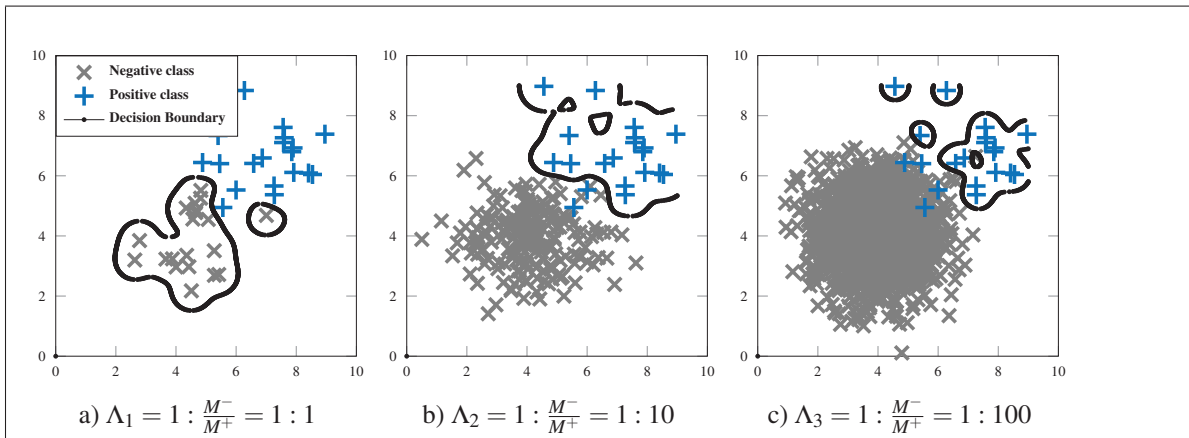 Negative class
Positive class
Decision Boundary
10
8
6
4
2
0
0 2 4 6 8 10
a) Λ₁ = 1 : M⁻/M⁺ = 1 : 1
10
8
6
4
2
0
0 2 4 6 8 10
b) Λ₂ = 1 : M⁻/M⁺ = 1 : 10
10
8
6
4
2
0
0 2 4 6 8 10
c) Λ₃ = 1 : M⁻/M⁺ = 1 : 100